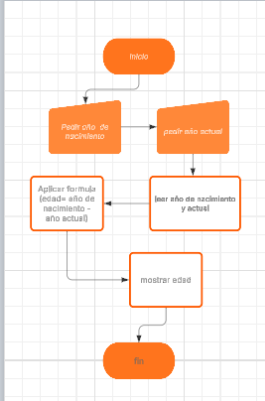 inicio
Pedir año de
nacimiento
pedir año actual
leer año de nacimiento
y actual
Aplicar formula
(edad= año de
nacimiento -
año actual)
mostrar edad
fin